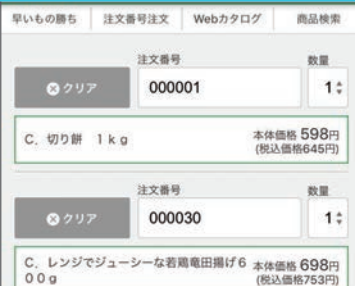 早いもの勝ち 注文番号注文 Webカタログ 商品検索
注文番号 数量
クリア 000001 1
C. 切り餅 1kg 本体価格 598円
(税込価格645円)
注文番号 数量
クリア 000030 1
C. レンジでジューシーな若鶏竜田揚げ6 本体価格 698円
00g (税込価格753円)